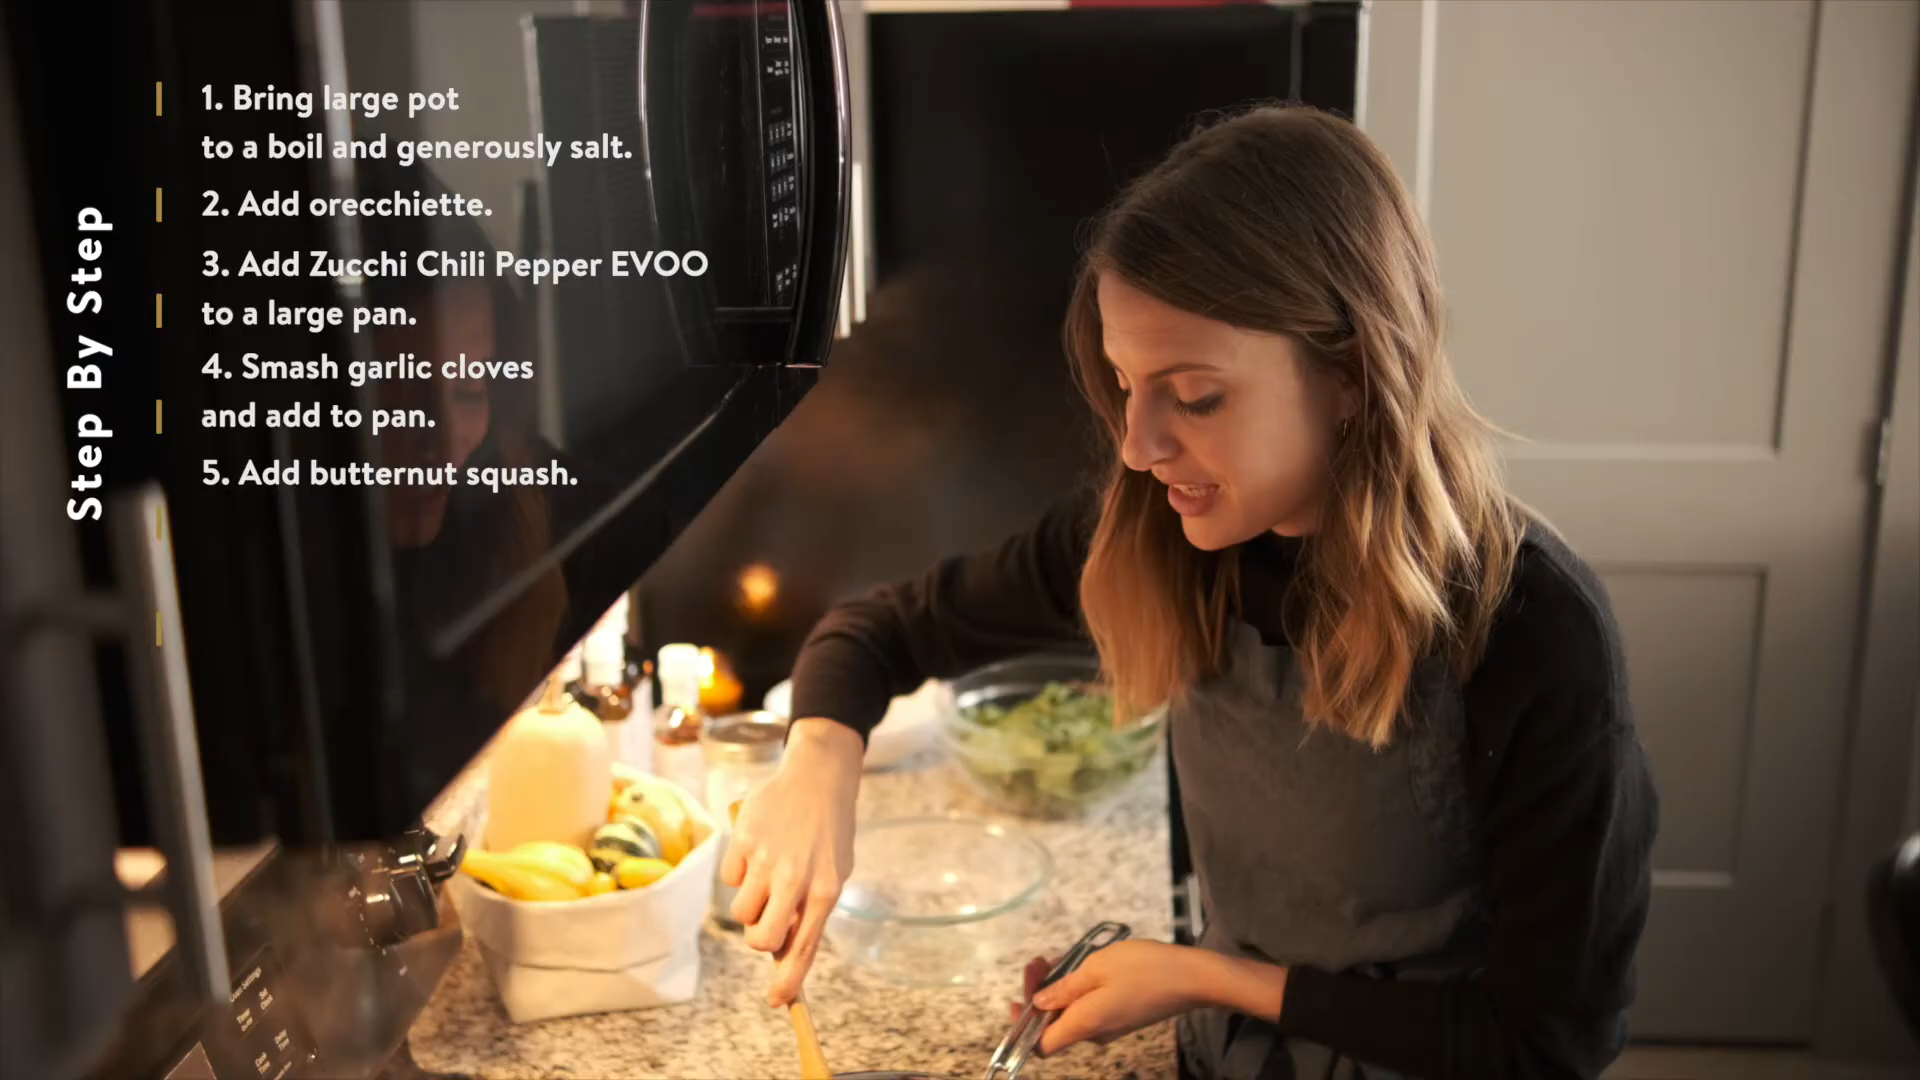 Step By Step
1. Bring large pot
to a boil and generously salt.
2. Add orecchiette.
3. Add Zucchi Chili Pepper EVOO
to a large pan.
4. Smash garlic cloves
and add to pan.
5. Add butternut squash.